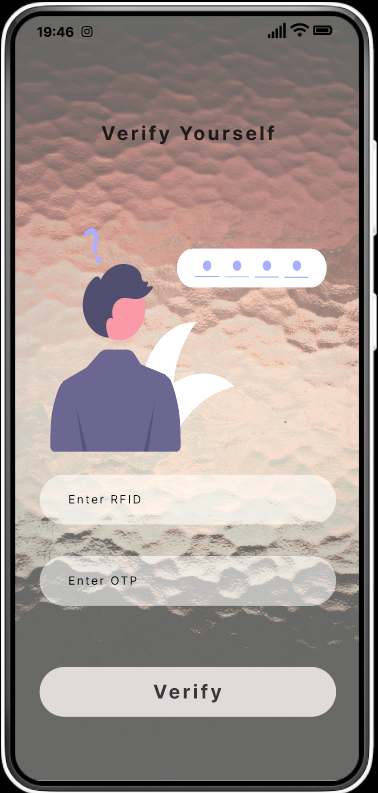 19:46
Verify Yourself
Enter RFID
Enter OTP
Verify